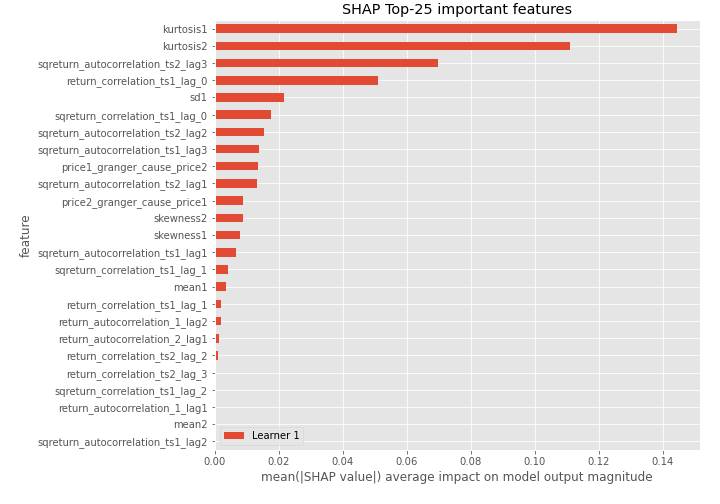 SHAP Top-25 important features
kurtosis1
kurtosis2
sqreturn_autocorrelation_ts2_lag3
return_correlation_ts1_lag_0
sd1
sqreturn_correlation_ts1_lag_0
sqreturn_autocorrelation_ts2_lag2
sqreturn_autocorrelation_ts1_lag3
price1_granger_cause_price2
sqreturn_autocorrelation_ts2_lag1
price2_granger_cause_price1
skewness2
skewness1
sqreturn_autocorrelation_ts1_lag1
sqreturn_correlation_ts1_lag_1
mean1
return_correlation_ts1_lag_1
return_autocorrelation_1_lag2
return_autocorrelation_2_lag1
return_correlation_ts2_lag_2
return_correlation_ts2_lag_3
sqreturn_correlation_ts1_lag_2
return_autocorrelation_1_lag1
mean2
sqreturn_autocorrelation_ts1_lag2
feature
Learner 1
0.00 0.02 0.04 0.06 0.08 0.10 0.12 0.14
mean(|SHAP value|) average impact on model output magnitude